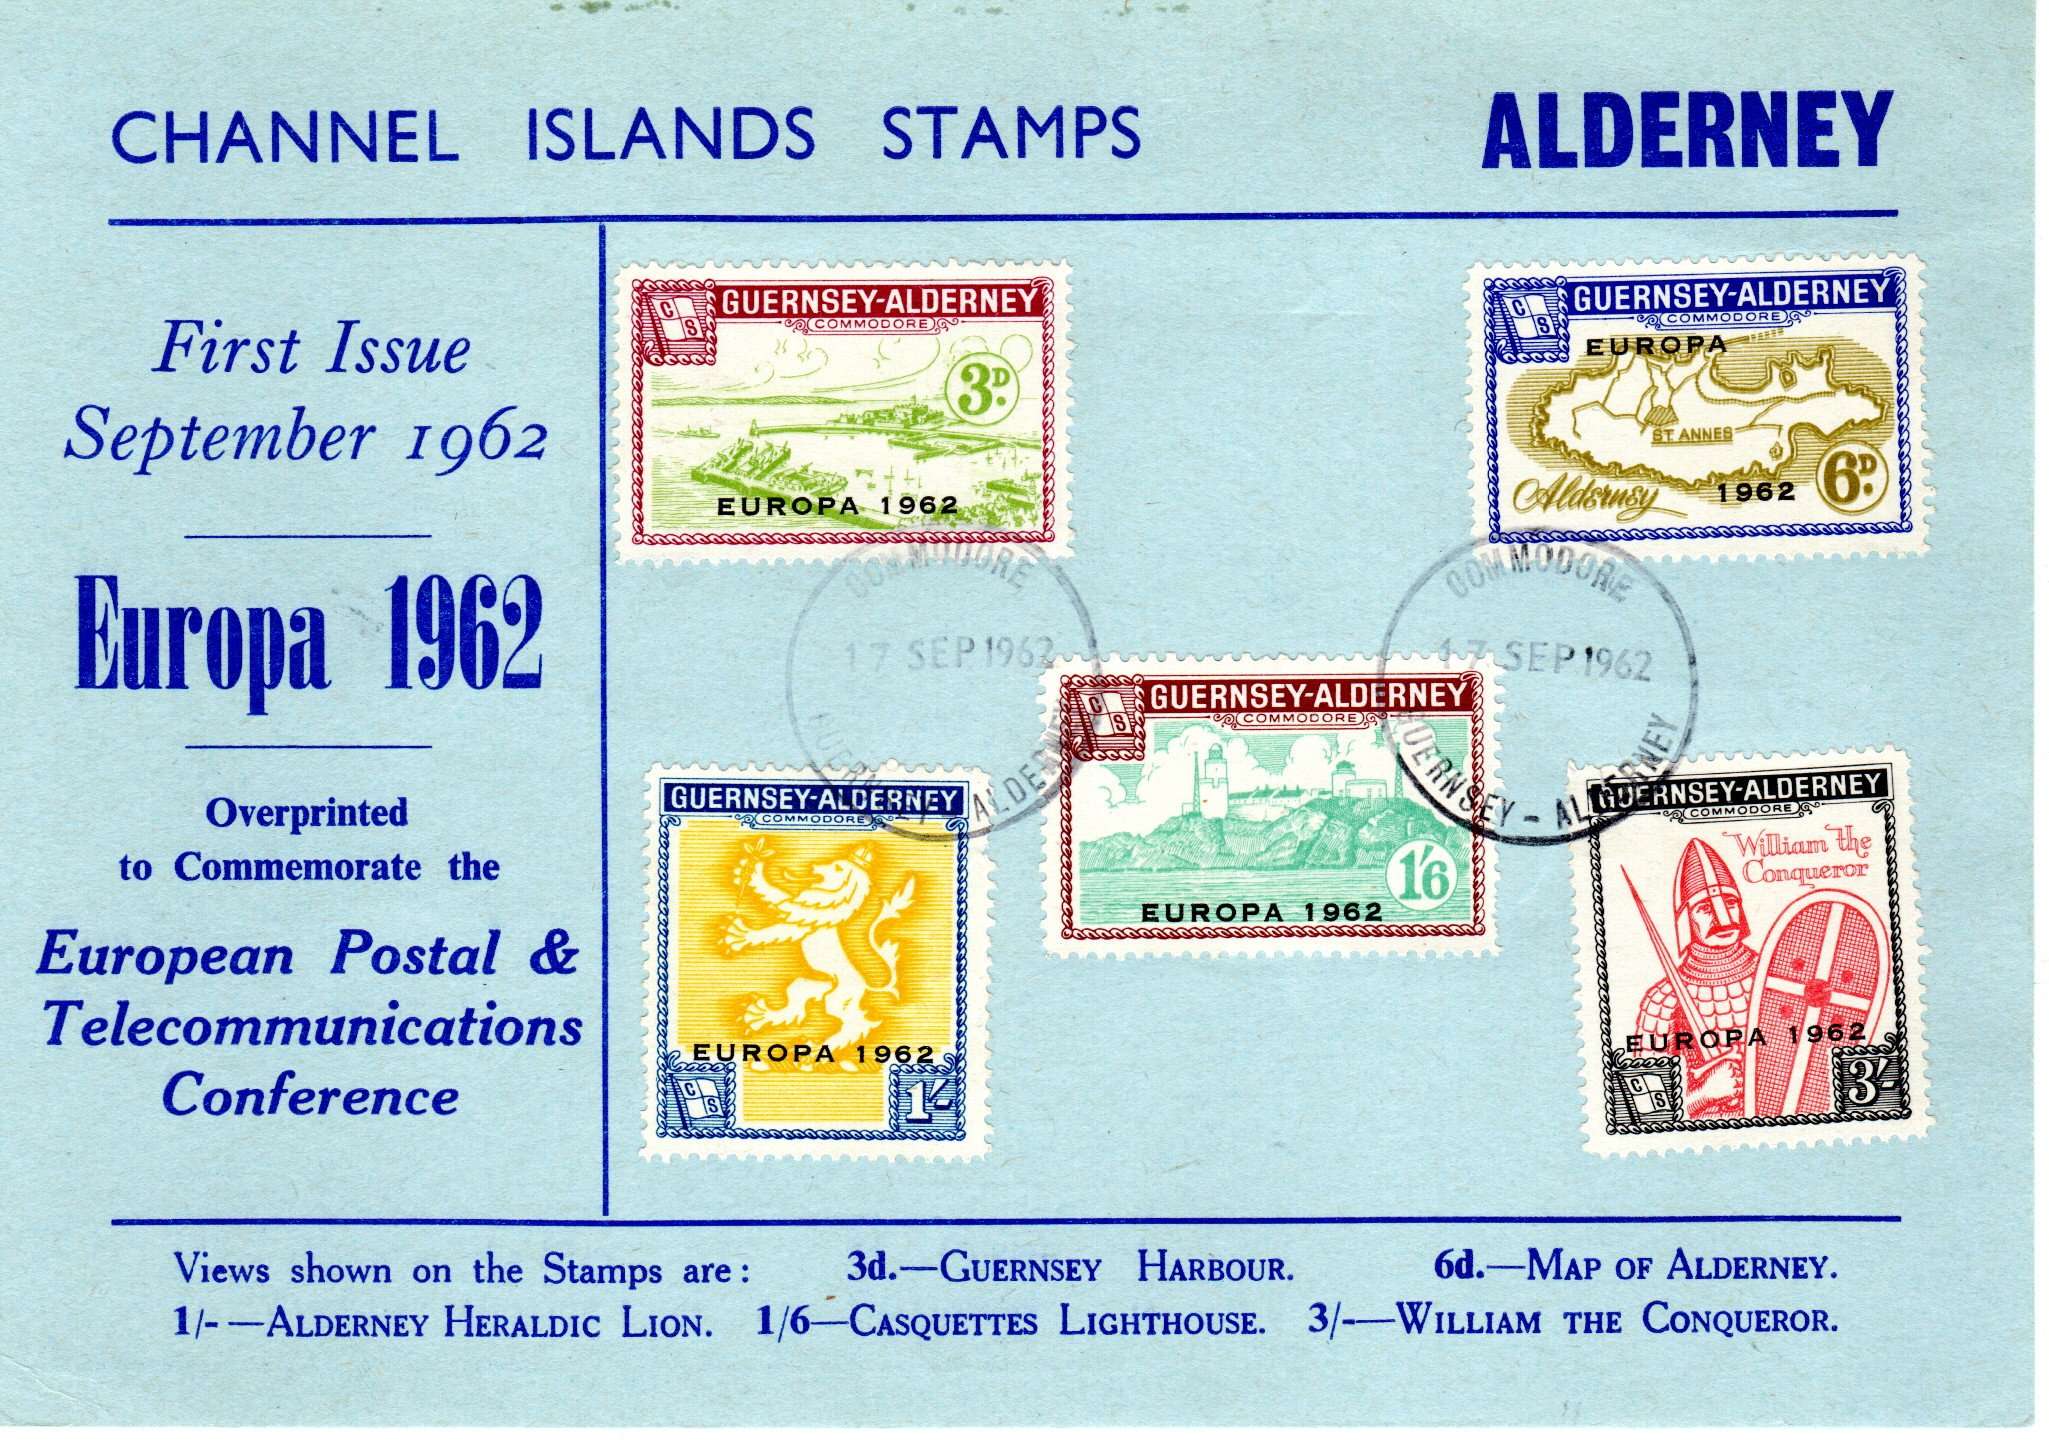 CHANNEL ISLANDS STAMPS
ALDERNEY
First Issue
September 1962
Europa 1962
Overprinted
to Commemorate the
European Postal &
Telecommunications
Conference
C
S
GUERNSEY-ALDERNEY
COMMODORE
3D.
EUROPA 1962
C
S
GUERNSEY-ALDERNEY
COMMODORE
EUROPA
ST ANNES
Alderney
1962
6D.
COMMODORE
17 SEP 1962
GUERNSEY - ALDERNEY
COMMODORE
17 SEP 1962
GUERNSEY - ALDERNEY
GUERNSEY-ALDERNEY
COMMODORE
EUROPA 1962
C
S
1/-
C
S
GUERNSEY-ALDERNEY
COMMODORE
1/6
EUROPA 1962
GUERNSEY-ALDERNEY
COMMODORE
William the
Conqueror
EUROPA 1962
C
S
3/-
Views shown on the Stamps are: 3d.—GUERNSEY HARBOUR. 6d.—MAP OF ALDERNEY.
1/- —ALDERNEY HERALDIC LION. 1/6—CASQUETTES LIGHTHOUSE. 3/-—WILLIAM THE CONQUEROR.